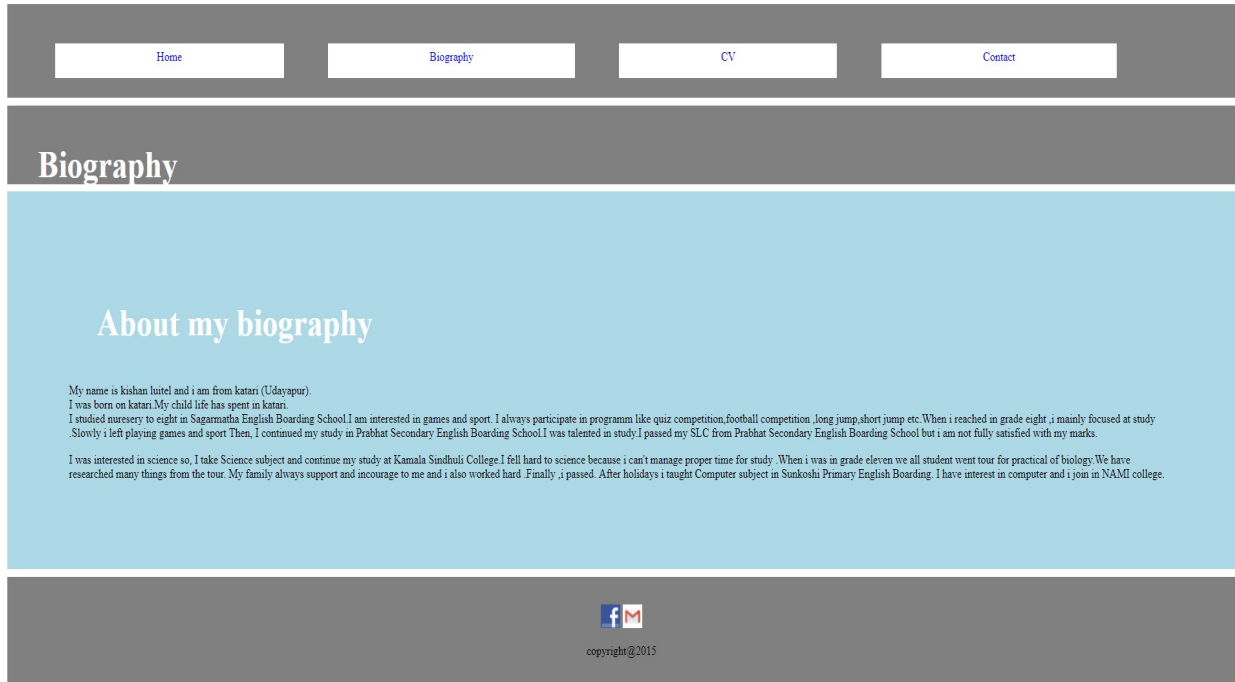 Home
Biography
CV
Contact
Biography
About my biography
My name is kishan luitel and i am from katari (Udayapur).
I was born on katari.My child life has spent in katari.
I studied nuresery to eight in Sagarmatha English Boarding School.I am interested in games and sport. I always participate in programm like quiz competition,football competition ,long jump,short jump etc.When i reached in grade eight ,i mainly focused at study
.Slowly i left playing games and sport Then, I continued my study in Prabhat Secondary English Boarding School.I was talented in study.I passed my SLC from Prabhat Secondary English Boarding School but i am not fully satisfied with my marks.
I was interested in science so, I take Science subject and continue my study at Kamala Sindhuli College.I fell hard to science because i can't manage proper time for study .When i was in grade eleven we all student went tour for practical of biology.We have
researched many things from the tour. My family always support and incourage to me and i also worked hard .Finally ,i passed. After holidays i taught Computer subject in Sunkoshi Primary English Boarding. I have interest in computer and i join in NAMI college.
copyright@2015